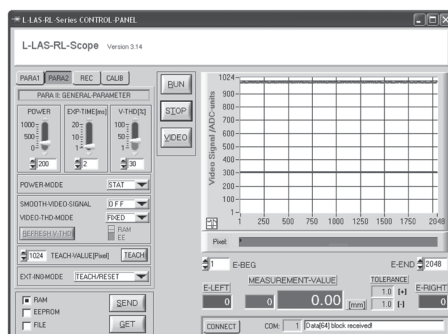 L-LAS-RL-Series CONTROL-PANEL
L-LAS-RL-Scope Version 3.14
PARA1 PARA2 REC CALIB
PARA II: GENERAL-PARAMETER
POWER EXP-TIME[ms] V-THD[%]
1000 20 100
500 10 50
0 1 1
200 2 30
POWER-MODE STAT
SMOOTH-VIDEO-SIGNAL OFF
VIDEO-THD-MODE FIXED
REFRESH V-THD RAM
EE
1024 TEACH-VALUE[Pixel] TEACH
EXT-ING-MODE TEACH/RESET
RAM
EEPROM
FILE
SEND
GET
RUN
STOP
VIDEO
Video Signal /ADC-units
1024
900
800
700
600
500
400
300
200
100
1
1 250 500 750 1000 1250 1500 1750 2048
Pixel
1 E-BEG
E-END 2048
E-LEFT MEASUREMENT-VALUE TOLERANCE E-RIGHT
0 0 0.00 [mm] 1.0 [+] 0
1.0 [-]
CONNECT COM: 1 Data[64] block received!